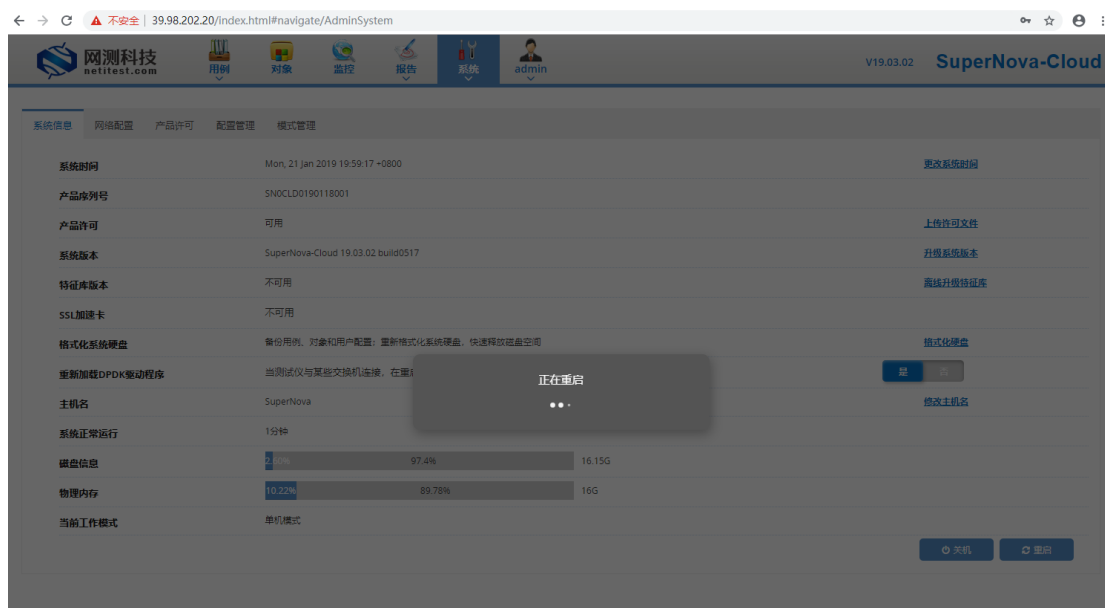 不安全 | 39.98.202.20/index.html#navigate/AdminSystem
网测科技
netitest.com
用例 对象 监控 报告 系统 admin
V19.03.02 SuperNova-Cloud
系统信息 网络配置 产品许可 配置管理 模式管理
系统时间 Mon, 21 Jan 2019 19:59:17 +0800 更改系统时间
产品序列号 SN0CLD0190118001
产品许可 可用 上传许可文件
系统版本 SuperNova-Cloud 19.03.02 build0517 升级系统版本
特征库版本 不可用 离线升级特征库
SSL加速卡 不可用
格式化系统硬盘 备份用例、对象和用户配置；重新格式化系统硬盘，快速释放磁盘空间 格式化硬盘
重新加载DPDK驱动程序 当测试仪与某些交换机连接，在重 是 否
正在重启
主机名 SuperNova 修改主机名
系统正常运行 1分钟
磁盘信息 2.60% 97.4% 16.15G
物理内存 10.22% 89.78% 16G
当前工作模式 单机模式
关机 重启